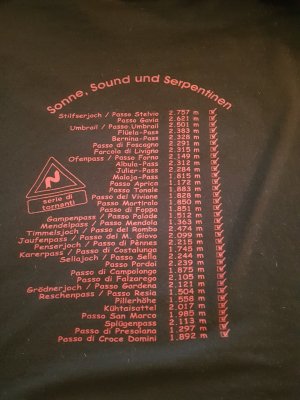 Sonne, Sound und Serpentinen
Stilfserjoch / Passo Stelvio 2.757 m
Passo Gavia 2.621 m
Umbrail / Passo Umbrail 2.501 m
Flüela-Pass 2.383 m
Bernina-Pass 2.328 m
Passo di Foscagno 2.291 m
Forcola di Livigno 2.315 m
Ofenpass / Passo Forno 2.149 m
Albula-Pass 2.312 m
Julier-Pass 2.284 m
Maloja-Pass 1.815 m
Passo Aprica 1.172 m
Passo Tonale 1.883 m
Passo del Vivione 1.828 m
Passo Mortirolo 1.850 m
Passo di Foppa 1.851 m
Gampenpass / Passo Palade 1.512 m
Mendelpass / Passo Mendola 1.363 m
Timmelsjoch / Passo del Rombo 2.474 m
Jaufenpass / Passo del M. Giovo 2.099 m
Penserjoch / Passo di Pènnes 2.215 m
Karerpass / Passo di Costalunga 1.745 m
Sellajoch / Passo Sella 2.244 m
Passo Pordoi 2.239 m
Passo di Campolongo 1.875 m
Passo di Falzarego 2.105 m
Grödnerjoch / Passo Gardena 2.121 m
Reschenpass / Passo Resia 1.504 m
Pillerhöhe 1.558 m
Kühtaisattel 2.017 m
Passo San Marco 1.985 m
Splügenpass 2.113 m
Passo di Presolana 1.297 m
Passo di Croce Domini 1.892 m
serie di
tornanti